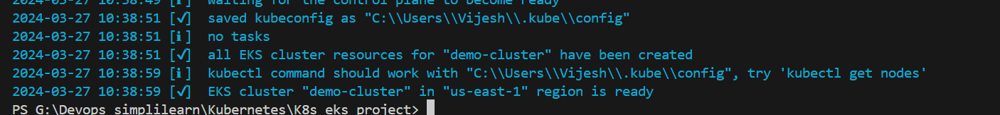 2024-03-27 10:38:49 [ℹ]  waiting for the control plane to become ready
2024-03-27 10:38:51 [✔]  saved kubeconfig as "C:\\Users\\Vijesh\\.kube\\config"
2024-03-27 10:38:51 [ℹ]  no tasks
2024-03-27 10:38:51 [✔]  all EKS cluster resources for "demo-cluster" have been created
2024-03-27 10:38:59 [ℹ]  kubectl command should work with "C:\\Users\\Vijesh\\.kube\\config", try 'kubectl get nodes'
2024-03-27 10:38:59 [✔]  EKS cluster "demo-cluster" in "us-east-1" region is ready
PS G:\Devops simplilearn\Kubernetes\K8s eks project>